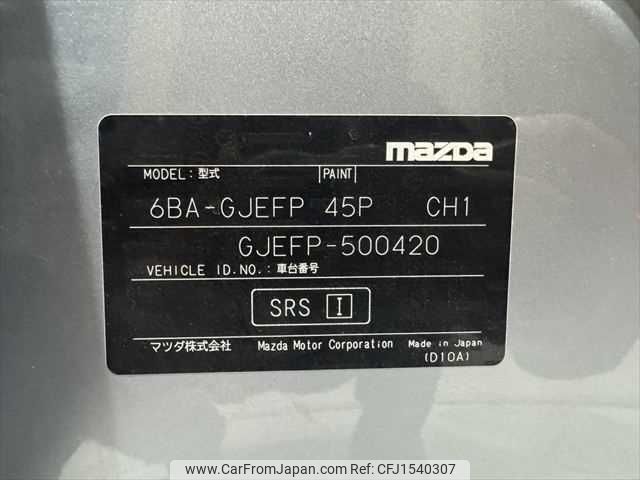 mazda
MODEL: 型式 PAINT
6BA-GJEFP 45P CH1
GJEFP-500420
VEHICLE ID.NO.: 車台番号
SRS I
マツダ株式会社 Mazda Motor Corporation Made in Japan
(D10A)
www.CarFromJapan.com - CFJ1540307